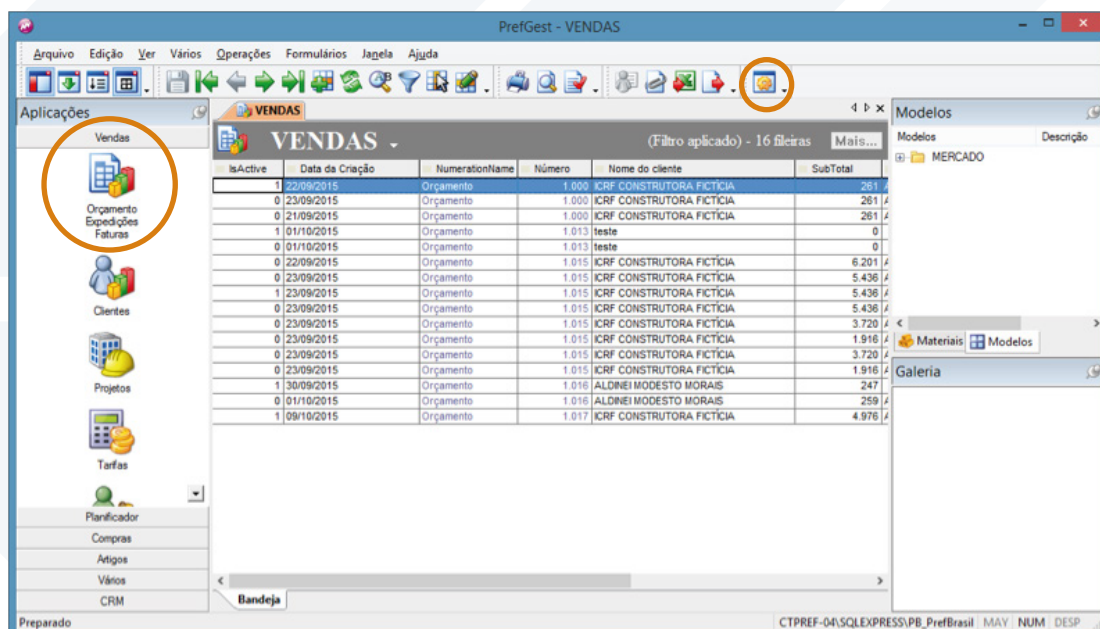 PrefGest - VENDAS
Arquivo Edição Ver Vários Operações Formulários Janela Ajuda
Aplicações
Vendas
Orçamento
Expedições
Faturas
Clientes
Projetos
Tarifas
Planificador
Compras
Artigos
Vários
CRM
VENDAS
VENDAS
(Filtro aplicado) - 16 fileiras Mais...
IsActive Data da Criação NumerationName Número Nome do cliente SubTotal
1 22/09/2015 Orçamento 1.000 ICRF CONSTRUTORA FICTÍCIA 261
0 23/09/2015 Orçamento 1.000 ICRF CONSTRUTORA FICTÍCIA 261
0 21/09/2015 Orçamento 1.000 ICRF CONSTRUTORA FICTÍCIA 261
1 01/10/2015 Orçamento 1.013 teste 0
0 01/10/2015 Orçamento 1.013 teste 0
0 22/09/2015 Orçamento 1.015 ICRF CONSTRUTORA FICTÍCIA 6.201
0 23/09/2015 Orçamento 1.015 ICRF CONSTRUTORA FICTÍCIA 5.436
1 23/09/2015 Orçamento 1.015 ICRF CONSTRUTORA FICTÍCIA 5.436
0 23/09/2015 Orçamento 1.015 ICRF CONSTRUTORA FICTÍCIA 5.436
0 23/09/2015 Orçamento 1.015 ICRF CONSTRUTORA FICTÍCIA 3.720
0 23/09/2015 Orçamento 1.015 ICRF CONSTRUTORA FICTÍCIA 1.916
0 23/09/2015 Orçamento 1.015 ICRF CONSTRUTORA FICTÍCIA 3.720
0 23/09/2015 Orçamento 1.015 ICRF CONSTRUTORA FICTÍCIA 1.916
1 30/09/2015 Orçamento 1.016 ALDINEI MODESTO MORAIS 247
0 01/10/2015 Orçamento 1.016 ALDINEI MODESTO MORAIS 259
1 09/10/2015 Orçamento 1.017 ICRF CONSTRUTORA FICTÍCIA 4.976
Bandeja
Modelos
Modelos Descrição
MERCADO
Materiais Modelos
Galeria
Preparado CTPREF-04\SQLEXPRESS\PB_PrefBrasil MAY NUM DESP